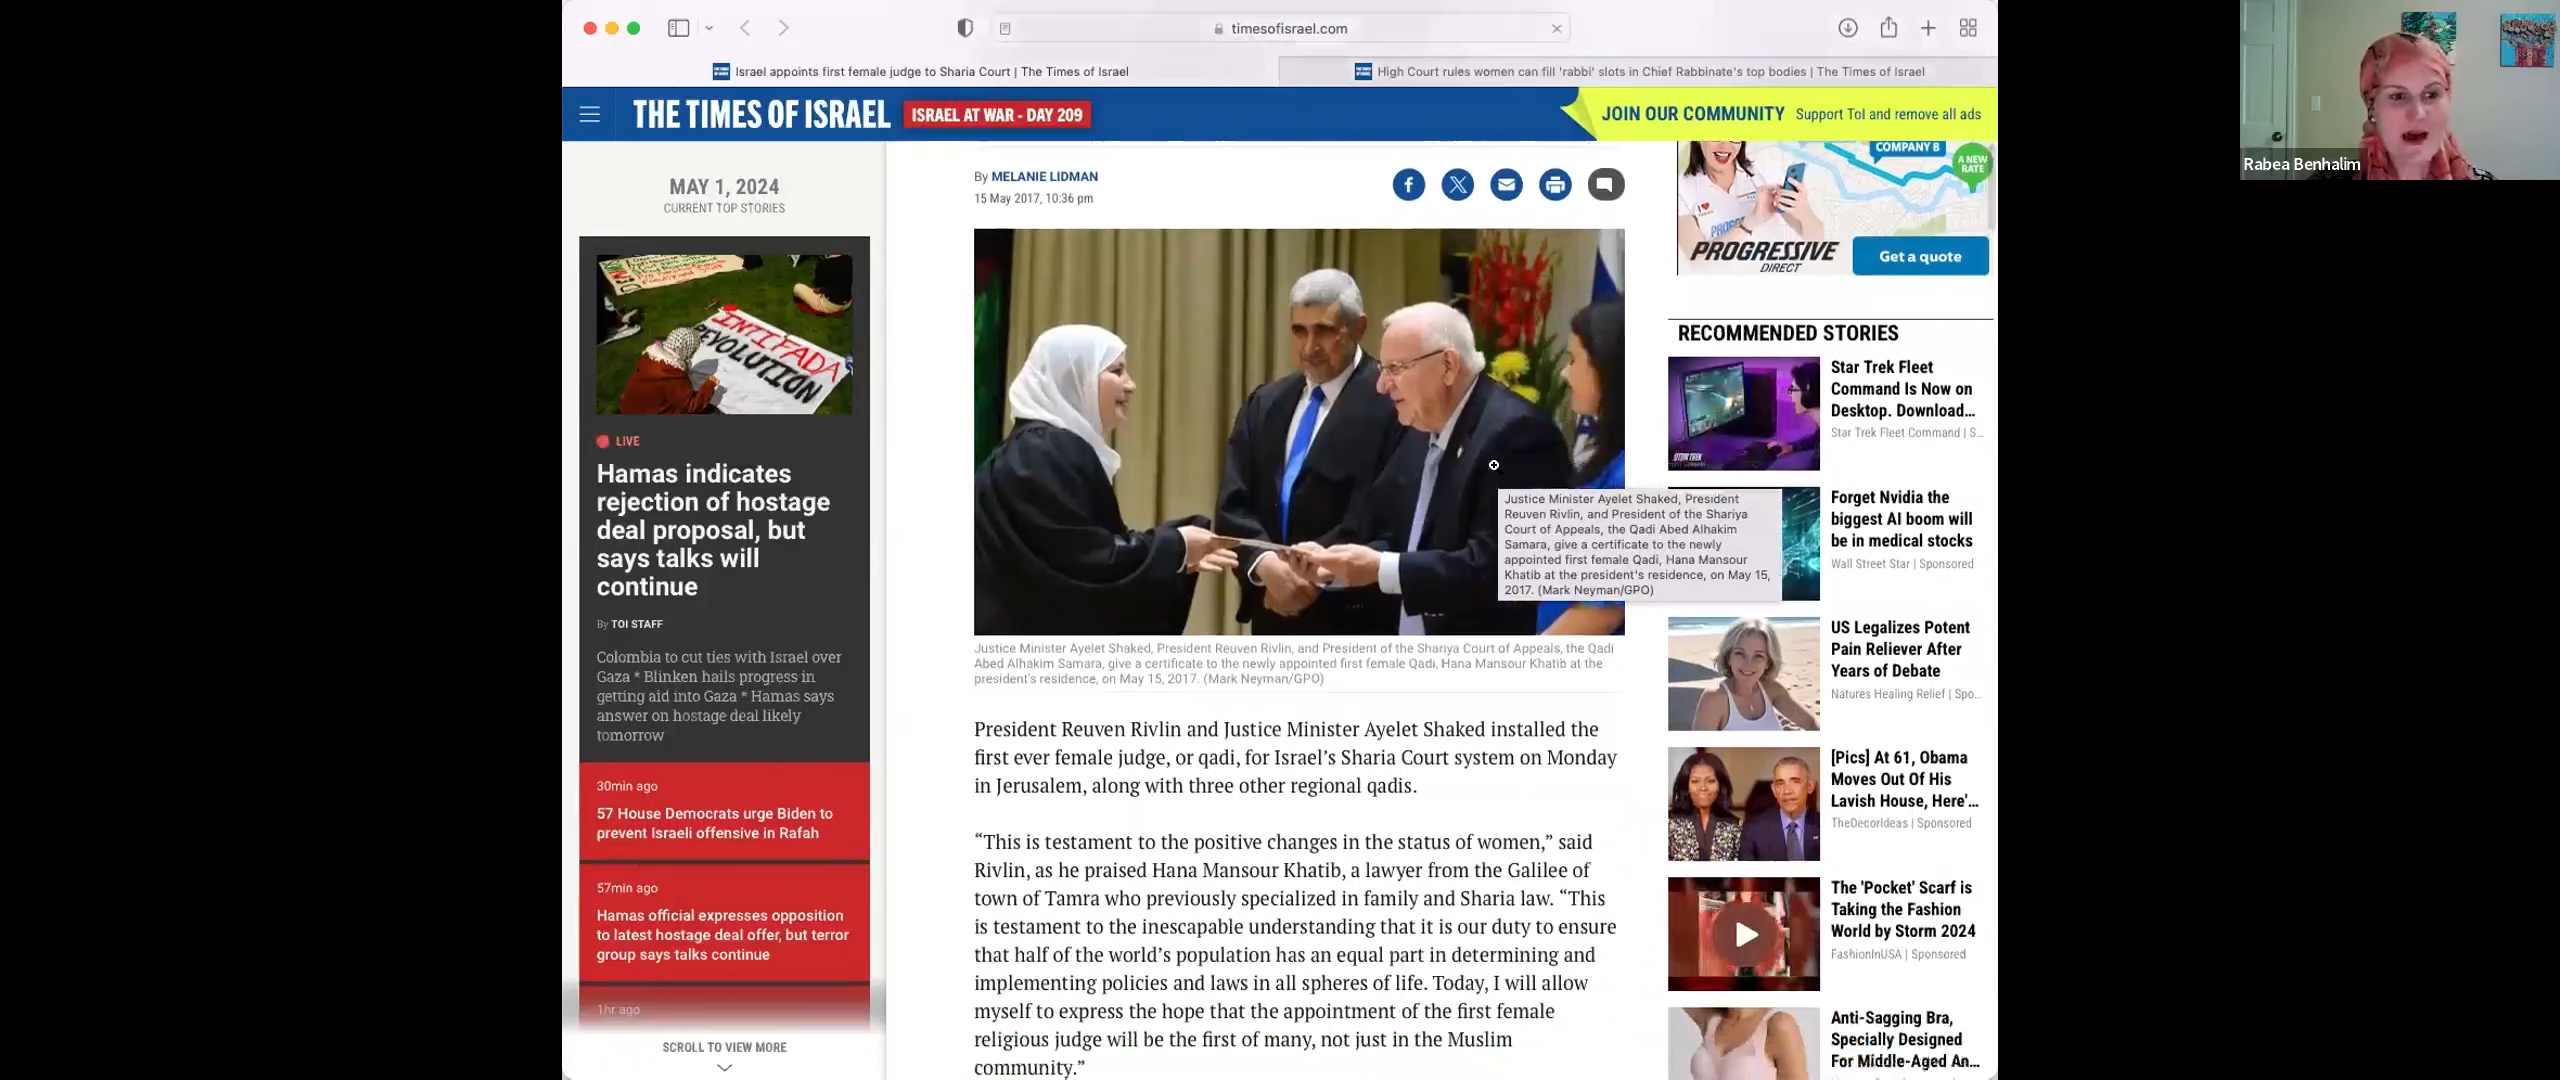 timesofisrael.com
Israel appoints first female judge to Sharia Court | The Times of Israel
High Court rules women can fill 'rabbi' slots in Chief Rabbinate's top bodies | The Times of Israel
THE TIMES OF ISRAEL
ISRAEL AT WAR - DAY 209
JOIN OUR COMMUNITY
Support ToI and remove all ads
MAY 1, 2024
CURRENT TOP STORIES
INTIFADA
REVOLUTION
LIVE
Hamas indicates
rejection of hostage
deal proposal, but
says talks will
continue
By TOI STAFF
Colombia to cut ties with Israel over
Gaza * Blinken hails progress in
getting aid into Gaza * Hamas says
answer on hostage deal likely
tomorrow
30min ago
57 House Democrats urge Biden to
prevent Israeli offensive in Rafah
57min ago
Hamas official expresses opposition
to latest hostage deal offer, but terror
group says talks continue
1hr ago
SCROLL TO VIEW MORE
By MELANIE LIDMAN
15 May 2017, 10:36 pm
Justice Minister Ayelet Shaked, President
Reuven Rivlin, and President of the Shariya
Court of Appeals, the Qadi Abed Alhakim
Samara, give a certificate to the newly
appointed first female Qadi, Hana Mansour
Khatib at the president's residence, on May 15,
2017. (Mark Neyman/GPO)
Justice Minister Ayelet Shaked, President Reuven Rivlin, and President of the Shariya Court of Appeals, the Qadi
Abed Alhakim Samara, give a certificate to the newly appointed first female Qadi, Hana Mansour Khatib at the
president's residence, on May 15, 2017. (Mark Neyman/GPO)
President Reuven Rivlin and Justice Minister Ayelet Shaked installed the
first ever female judge, or qadi, for Israel's Sharia Court system on Monday
in Jerusalem, along with three other regional qadis.
“This is testament to the positive changes in the status of women,” said
Rivlin, as he praised Hana Mansour Khatib, a lawyer from the Galilee of
town of Tamra who previously specialized in family and Sharia law. “This
is testament to the inescapable understanding that it is our duty to ensure
that half of the world’s population has an equal part in determining and
implementing policies and laws in all spheres of life. Today, I will allow
myself to express the hope that the appointment of the first female
religious judge will be the first of many, not just in the Muslim
community.”
COMPANY B
A NEW
RATE
PROGRESSIVE
DIRECT
Get a quote
RECOMMENDED STORIES
Star Trek Fleet
Command Is Now on
Desktop. Download...
Star Trek Fleet Command | S...
Forget Nvidia the
biggest AI boom will
be in medical stocks
Wall Street Star | Sponsored
US Legalizes Potent
Pain Reliever After
Years of Debate
Natures Healing Relief | Spo...
[Pics] At 61, Obama
Moves Out Of His
Lavish House, Here'...
TheDecorIdeas | Sponsored
The 'Pocket' Scarf is
Taking the Fashion
World by Storm 2024
FashionInUSA | Sponsored
Anti-Sagging Bra,
Specially Designed
For Middle-Aged An...
Rabea Benhalim